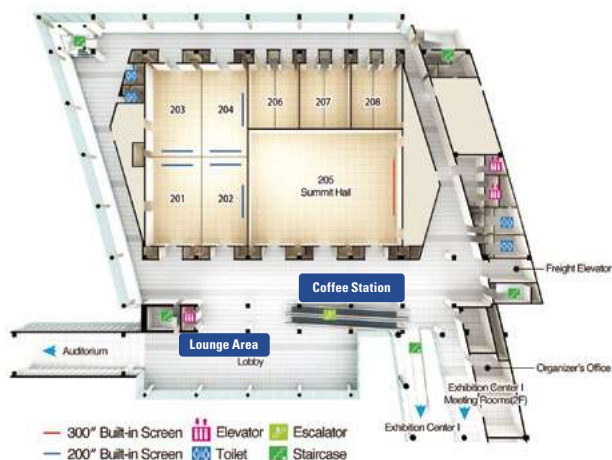 203
204
206
207
208
201
202
205
Summit Hall
Freight Elevator
Coffee Station
Lounge Area
Lobby
Auditorium
Organizer's Office
Exhibition Center I
Meeting Rooms(2F)
Exhibition Center I
300" Built-in Screen
Elevator
Escalator
200" Built-in Screen
Toilet
Staircase